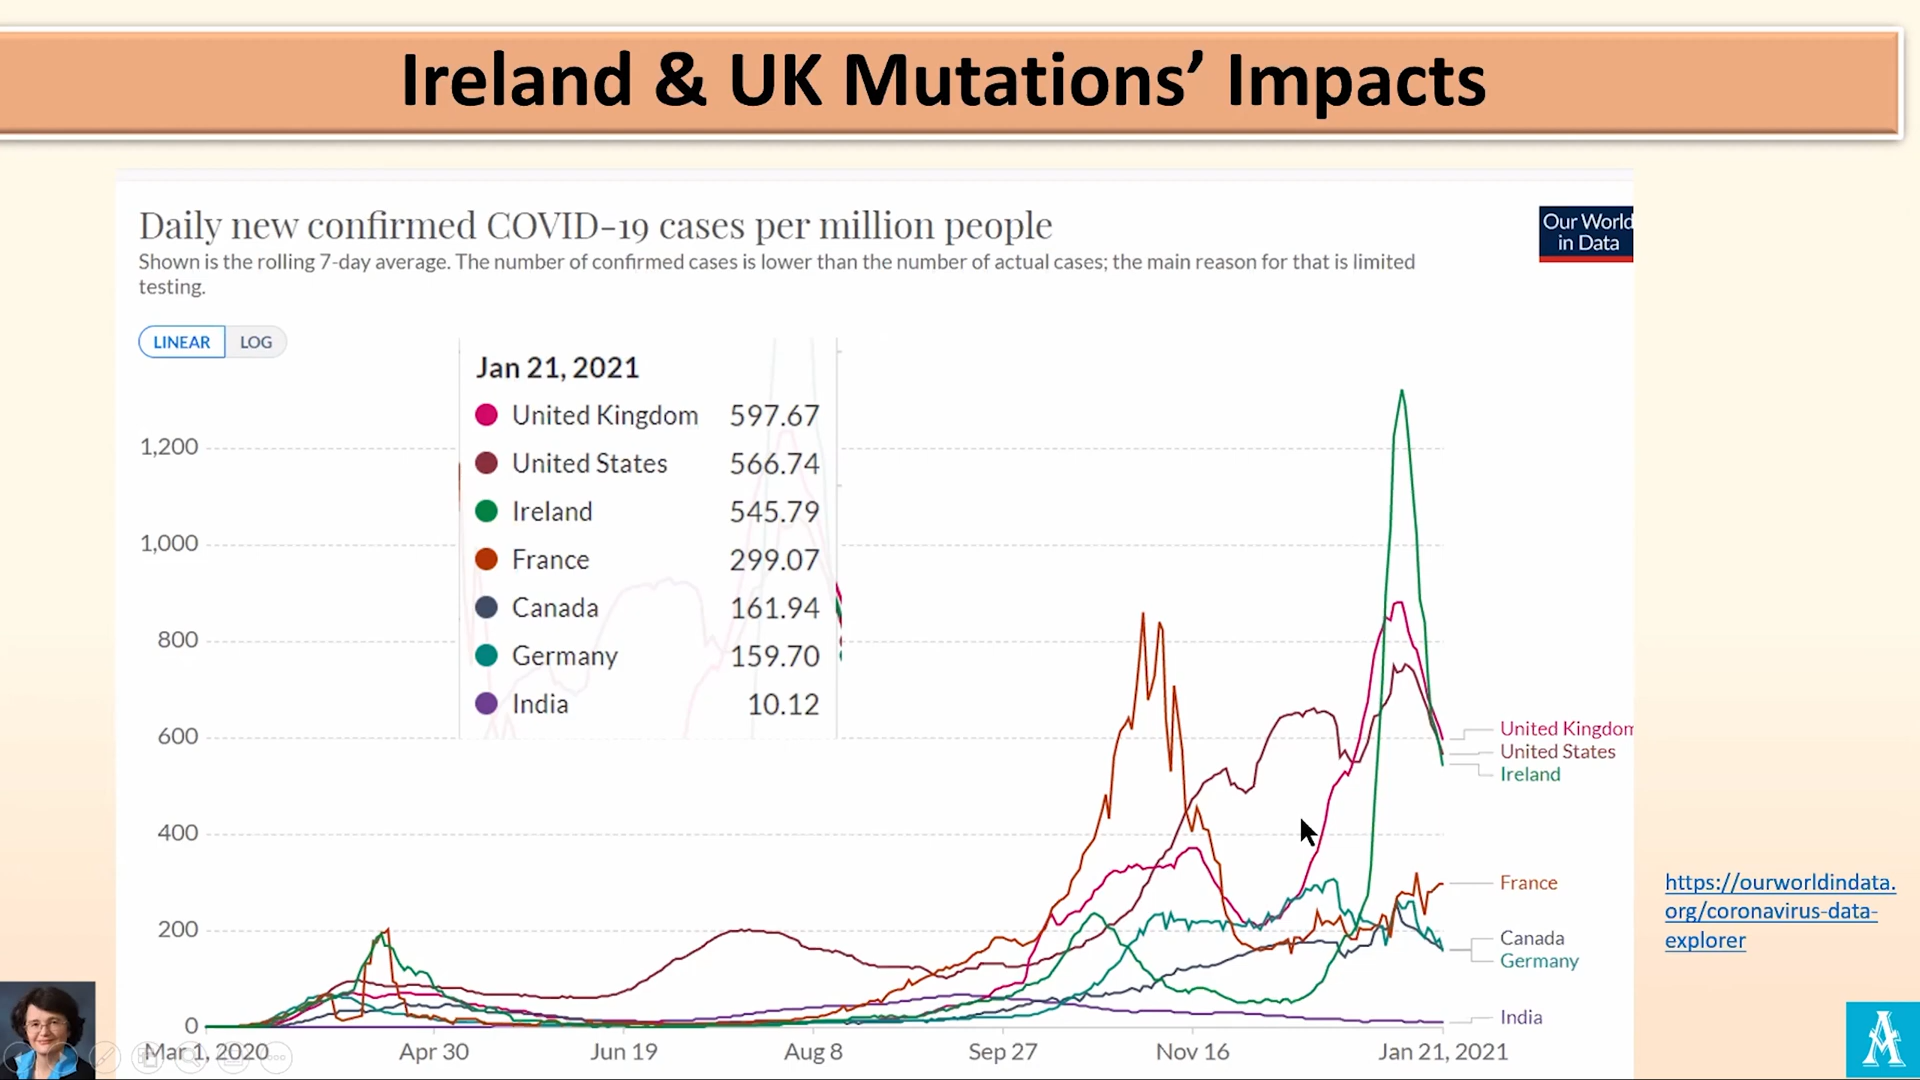 Ireland & UK Mutations’ Impacts
Daily new confirmed COVID-19 cases per million people
Shown is the rolling 7-day average. The number of confirmed cases is lower than the number of actual cases; the main reason for that is limited
testing.
Our World
in Data
LINEAR LOG
Jan 21, 2021
United Kingdom 597.67
United States 566.74
Ireland 545.79
France 299.07
Canada 161.94
Germany 159.70
India 10.12
1,200
1,000
800
600
400
200
0
United Kingdom
United States
Ireland
France
Canada
Germany
India
Mar 1, 2020 Apr 30 Jun 19 Aug 8 Sep 27 Nov 16 Jan 21, 2021
https://ourworldindata.
org/coronavirus-data-
explorer